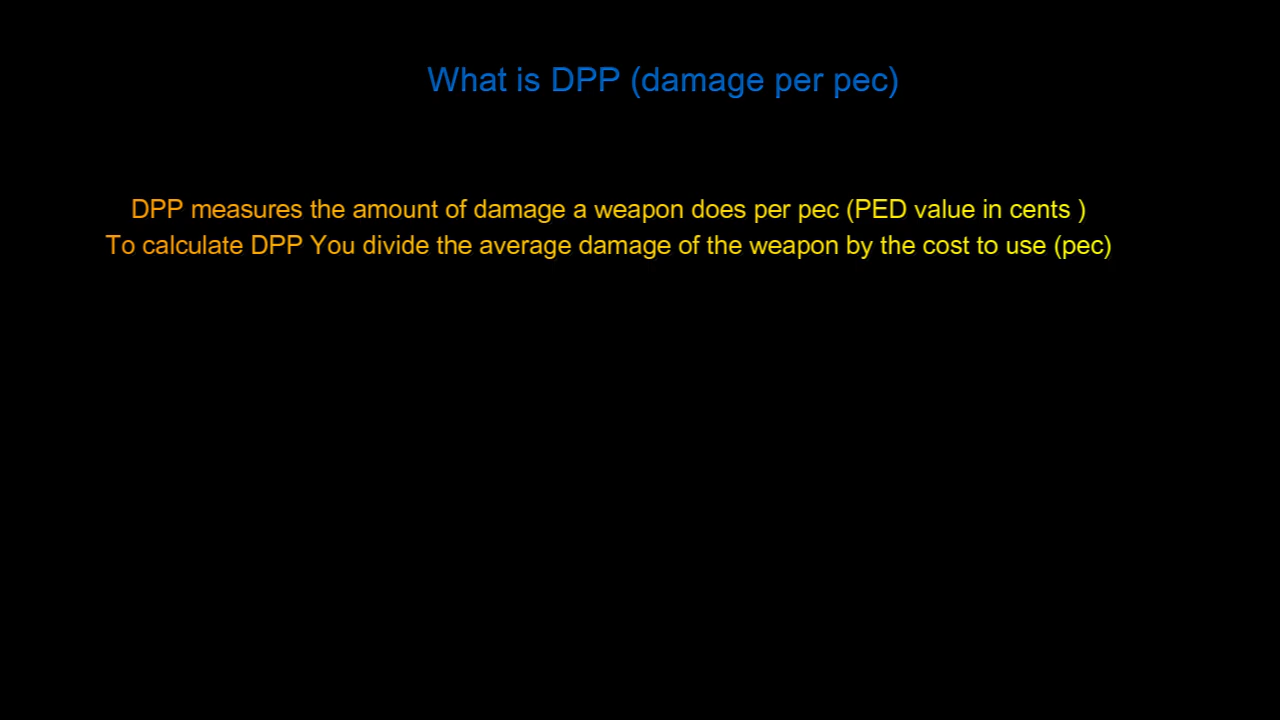 What is DPP (damage per pec)
DPP measures the amount of damage a weapon does per pec (PED value in cents )
To calculate DPP You divide the average damage of the weapon by the cost to use (pec)